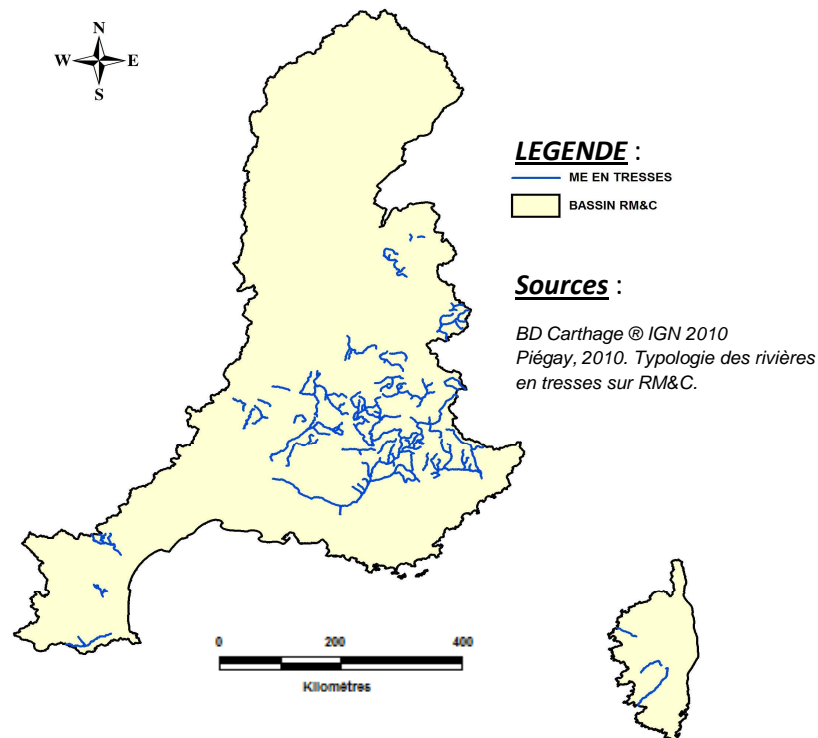 N
W E
S
LEGENDE :
ME EN TRESSES
BASSIN RM&C
Sources :
BD Carthage ® IGN 2010
Piégay, 2010. Typologie des rivières
en tresses sur RM&C.
0 200 400
Kilomètres